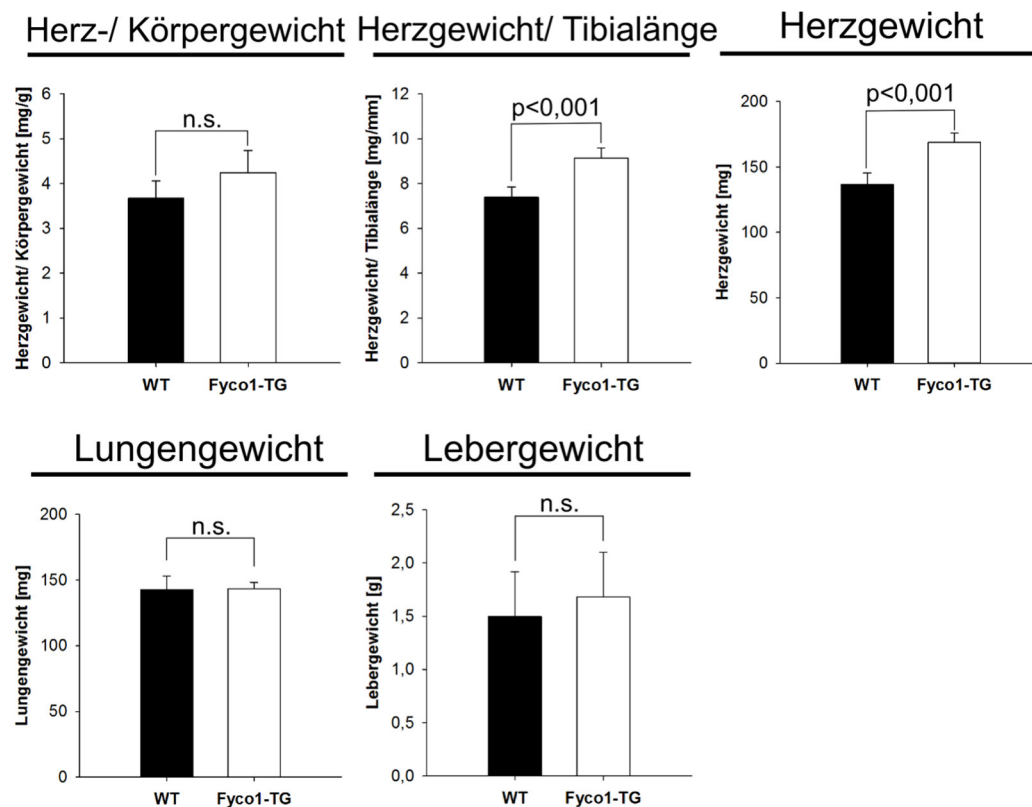 Herz-/ Körpergewicht
Herzgewicht/ Körpergewicht [mg/g]
6
5
4
3
2
1
0
n.s.
WT
Fyco1-TG
Herzgewicht/ Tibialänge
Herzgewicht/ Tibialänge [mg/mm]
12
10
8
6
4
2
0
p<0,001
WT
Fyco1-TG
Herzgewicht
Herzgewicht [mg]
200
150
100
50
0
p<0,001
WT
Fyco1-TG
Lungengewicht
Lungengewicht [mg]
200
150
100
50
0
n.s.
WT
Fyco1-TG
Lebergewicht
Lebergewicht [g]
2,5
2,0
1,5
1,0
0,5
0,0
n.s.
WT
Fyco1-TG